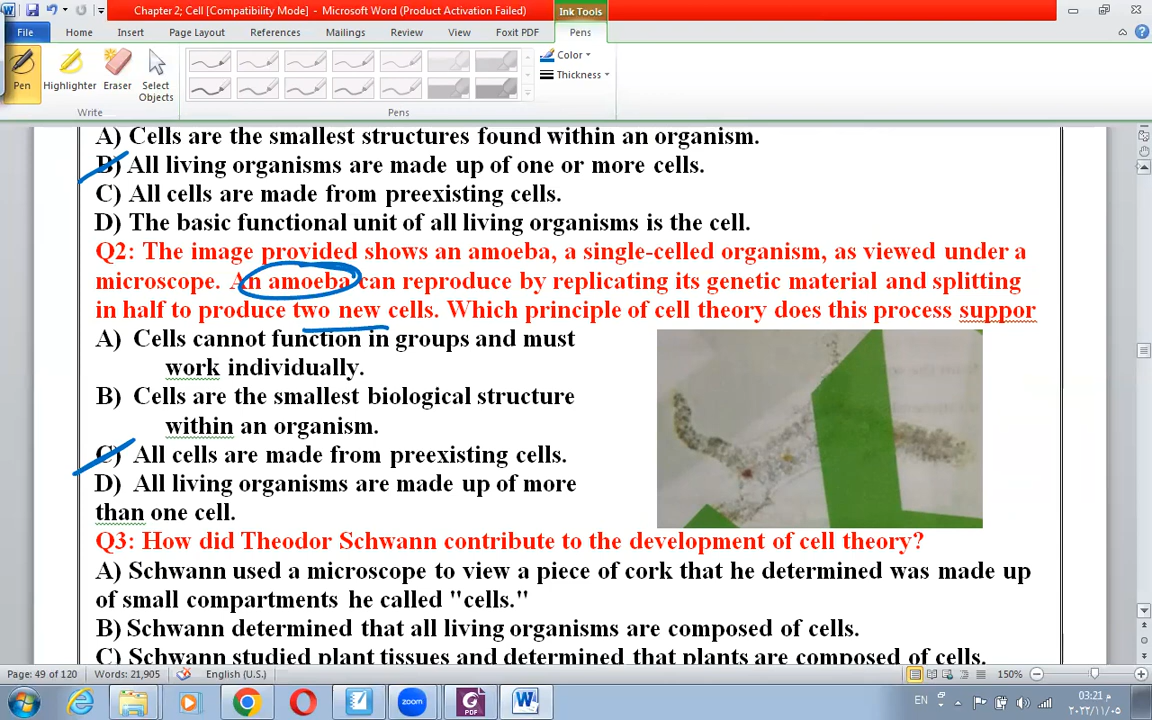 Chapter 2; Cell [Compatibility Mode] - Microsoft Word (Product Activation Failed)
Ink Tools
File Home Insert Page Layout References Mailings Review View Foxit PDF Pens
Pen Highlighter Eraser Select Objects
Color
Thickness
Write Pens
A) Cells are the smallest structures found within an organism.
B) All living organisms are made up of one or more cells.
C) All cells are made from preexisting cells.
D) The basic functional unit of all living organisms is the cell.
Q2: The image provided shows an amoeba, a single-celled organism, as viewed under a
microscope. An amoeba can reproduce by replicating its genetic material and splitting
in half to produce two new cells. Which principle of cell theory does this process suppor
A) Cells cannot function in groups and must
work individually.
B) Cells are the smallest biological structure
within an organism.
C) All cells are made from preexisting cells.
D) All living organisms are made up of more
than one cell.
Q3: How did Theodor Schwann contribute to the development of cell theory?
A) Schwann used a microscope to view a piece of cork that he determined was made up
of small compartments he called "cells."
B) Schwann determined that all living organisms are composed of cells.
C) Schwann studied plant tissues and determined that plants are composed of cells.
Page: 49 of 120 Words: 21,905 English (U.S.) 150%
zoom
PDF
EN
03:21 م
٢٠٢٢/١١/٠٥